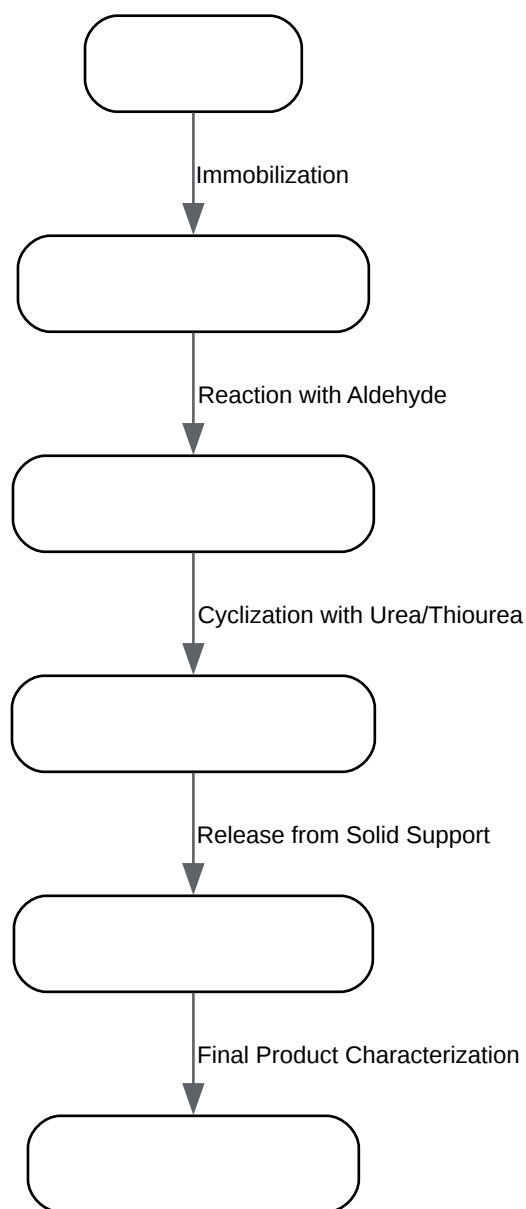 Immobilization
Reaction with Aldehyde
Cyclization with Urea/Thiourea
Release from Solid Support
Final Product Characterization